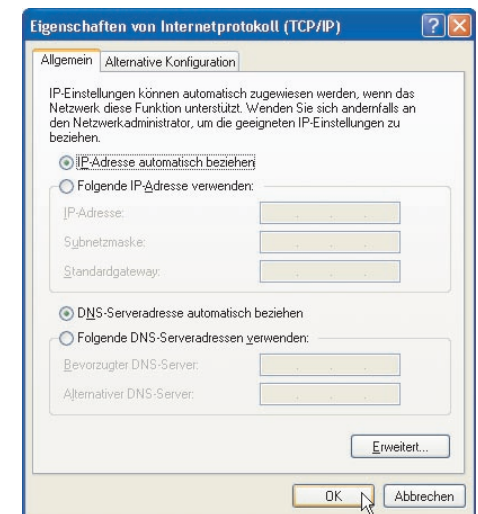 Eigenschaften von Internetprotokoll (TCP/IP)
Allgemein
Alternative Konfiguration
IP-Einstellungen können automatisch zugewiesen werden, wenn das
Netzwerk diese Funktion unterstützt. Wenden Sie sich andernfalls an
den Netzwerkadministrator, um die geeigneten IP-Einstellungen zu
beziehen.
IP-Adresse automatisch beziehen
Folgende IP-Adresse verwenden:
IP-Adresse:
Subnetzmaske:
Standardgateway:
DNS-Serveradresse automatisch beziehen
Folgende DNS-Serveradressen verwenden:
Bevorzugter DNS-Server:
Alternativer DNS-Server:
Erweitert...
OK
Abbrechen